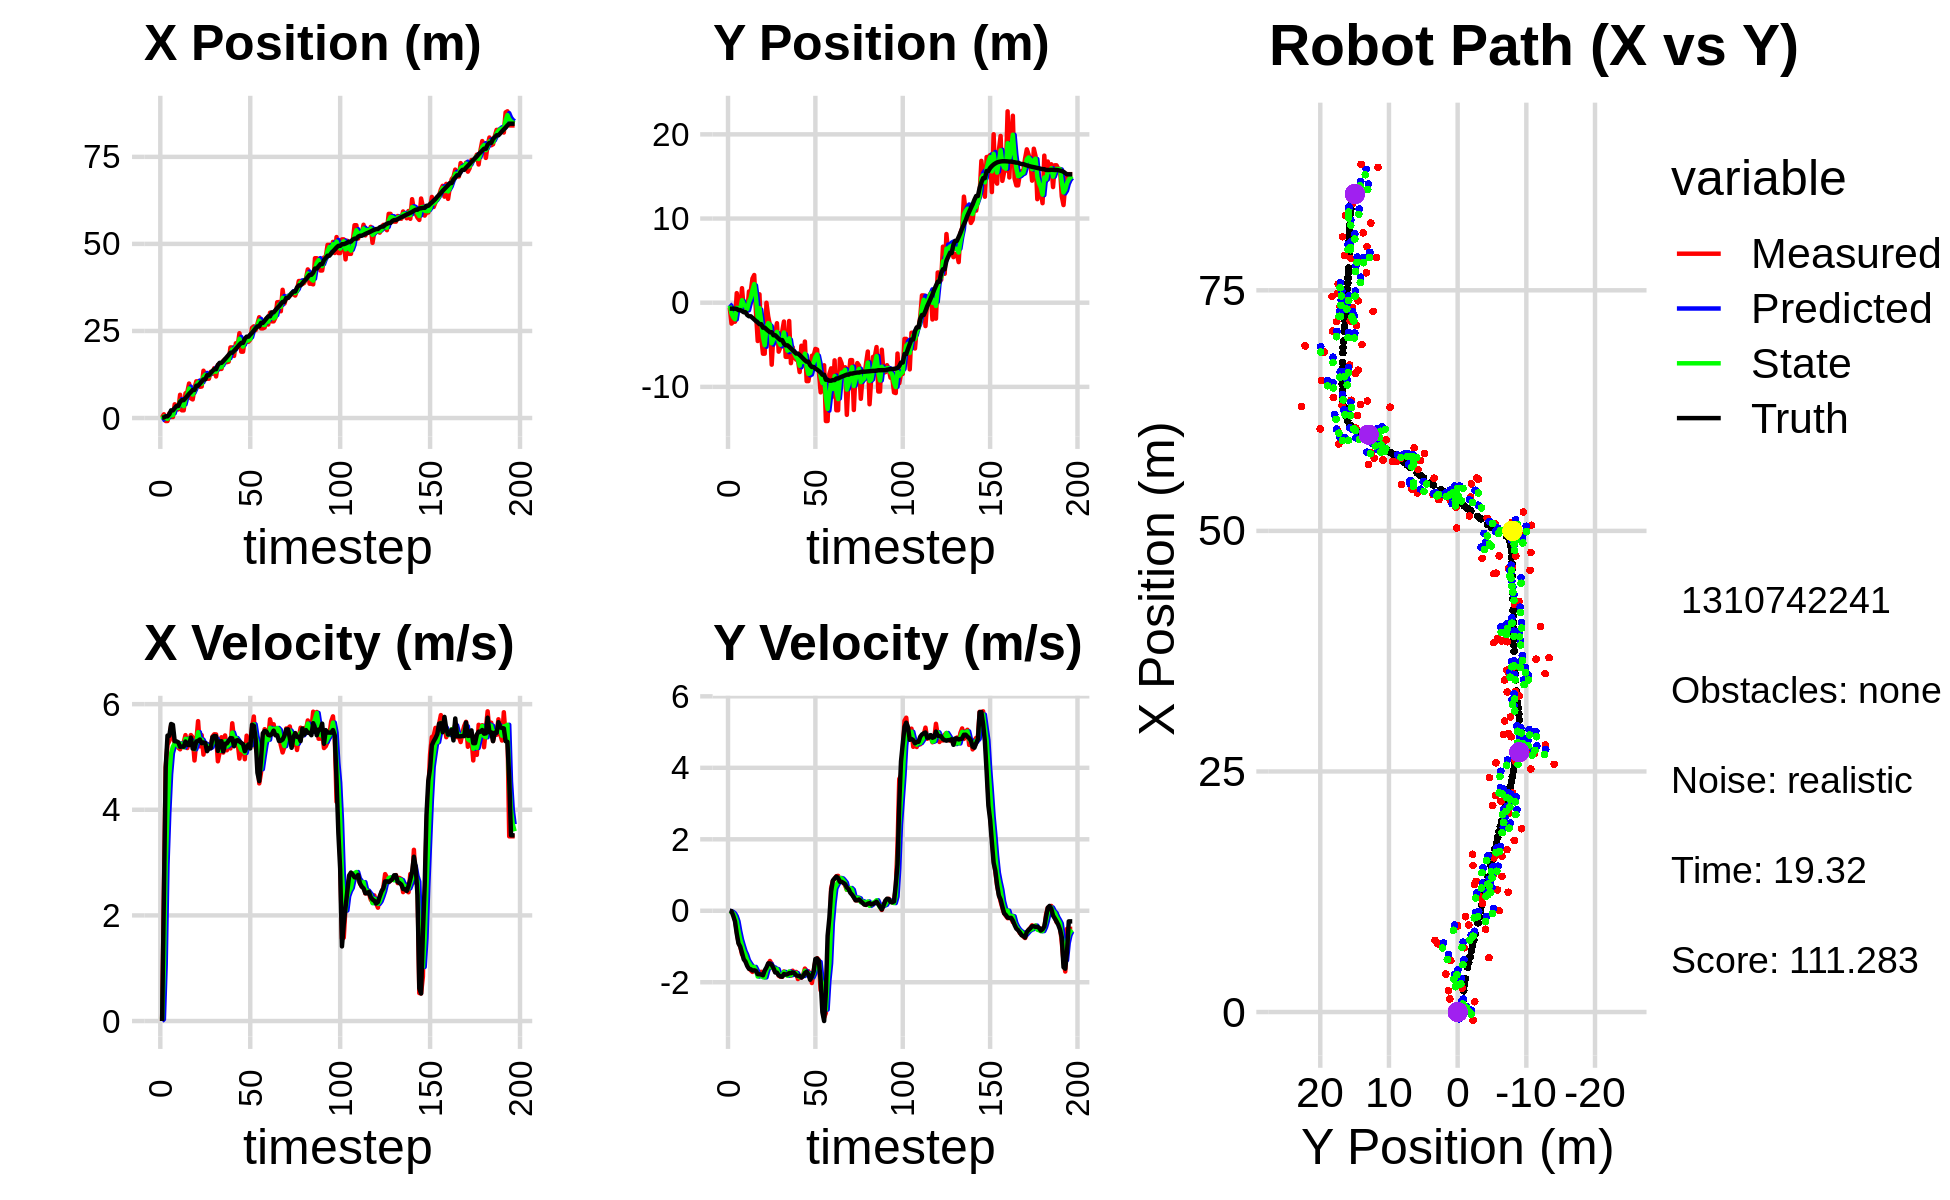 X Position (m)
75
50
25
0
0
50
100
150
200
timestep
Y Position (m)
20
10
0
-10
0
50
100
150
200
timestep
X Velocity (m/s)
6
4
2
0
0
50
100
150
200
timestep
Y Velocity (m/s)
6
4
2
0
-2
0
50
100
150
200
timestep
Robot Path (X vs Y)
X Position (m)
75
50
25
0
20 10 0 -10 -20
Y Position (m)
variable
Measured
Predicted
State
Truth
1310742241
Obstacles: none
Noise: realistic
Time: 19.32
Score: 111.283